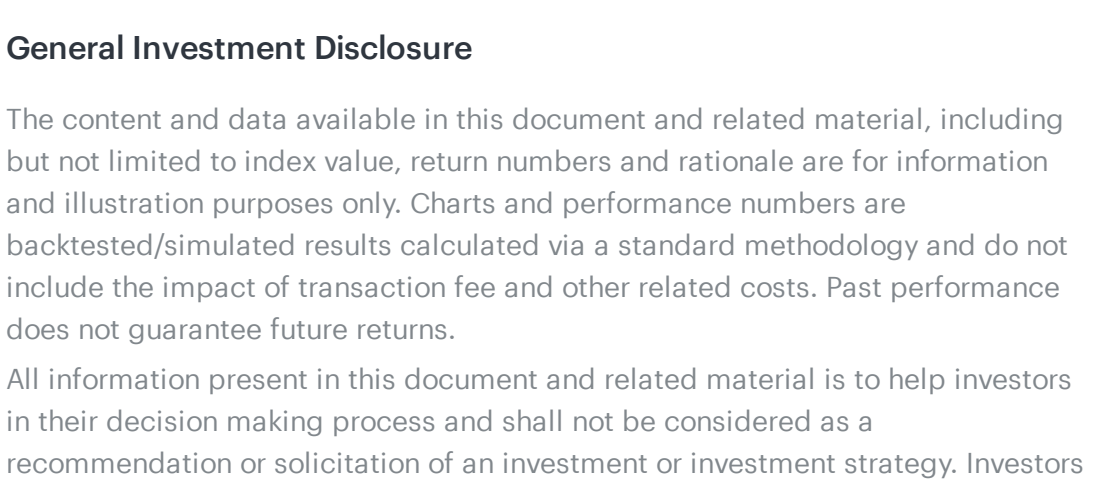 General Investment Disclosure
The content and data available in this document and related material, including
but not limited to index value, return numbers and rationale are for information
and illustration purposes only. Charts and performance numbers are
backtested/simulated results calculated via a standard methodology and do not
include the impact of transaction fee and other related costs. Past performance
does not guarantee future returns.
All information present in this document and related material is to help investors
in their decision making process and shall not be considered as a
recommendation or solicitation of an investment or investment strategy. Investors